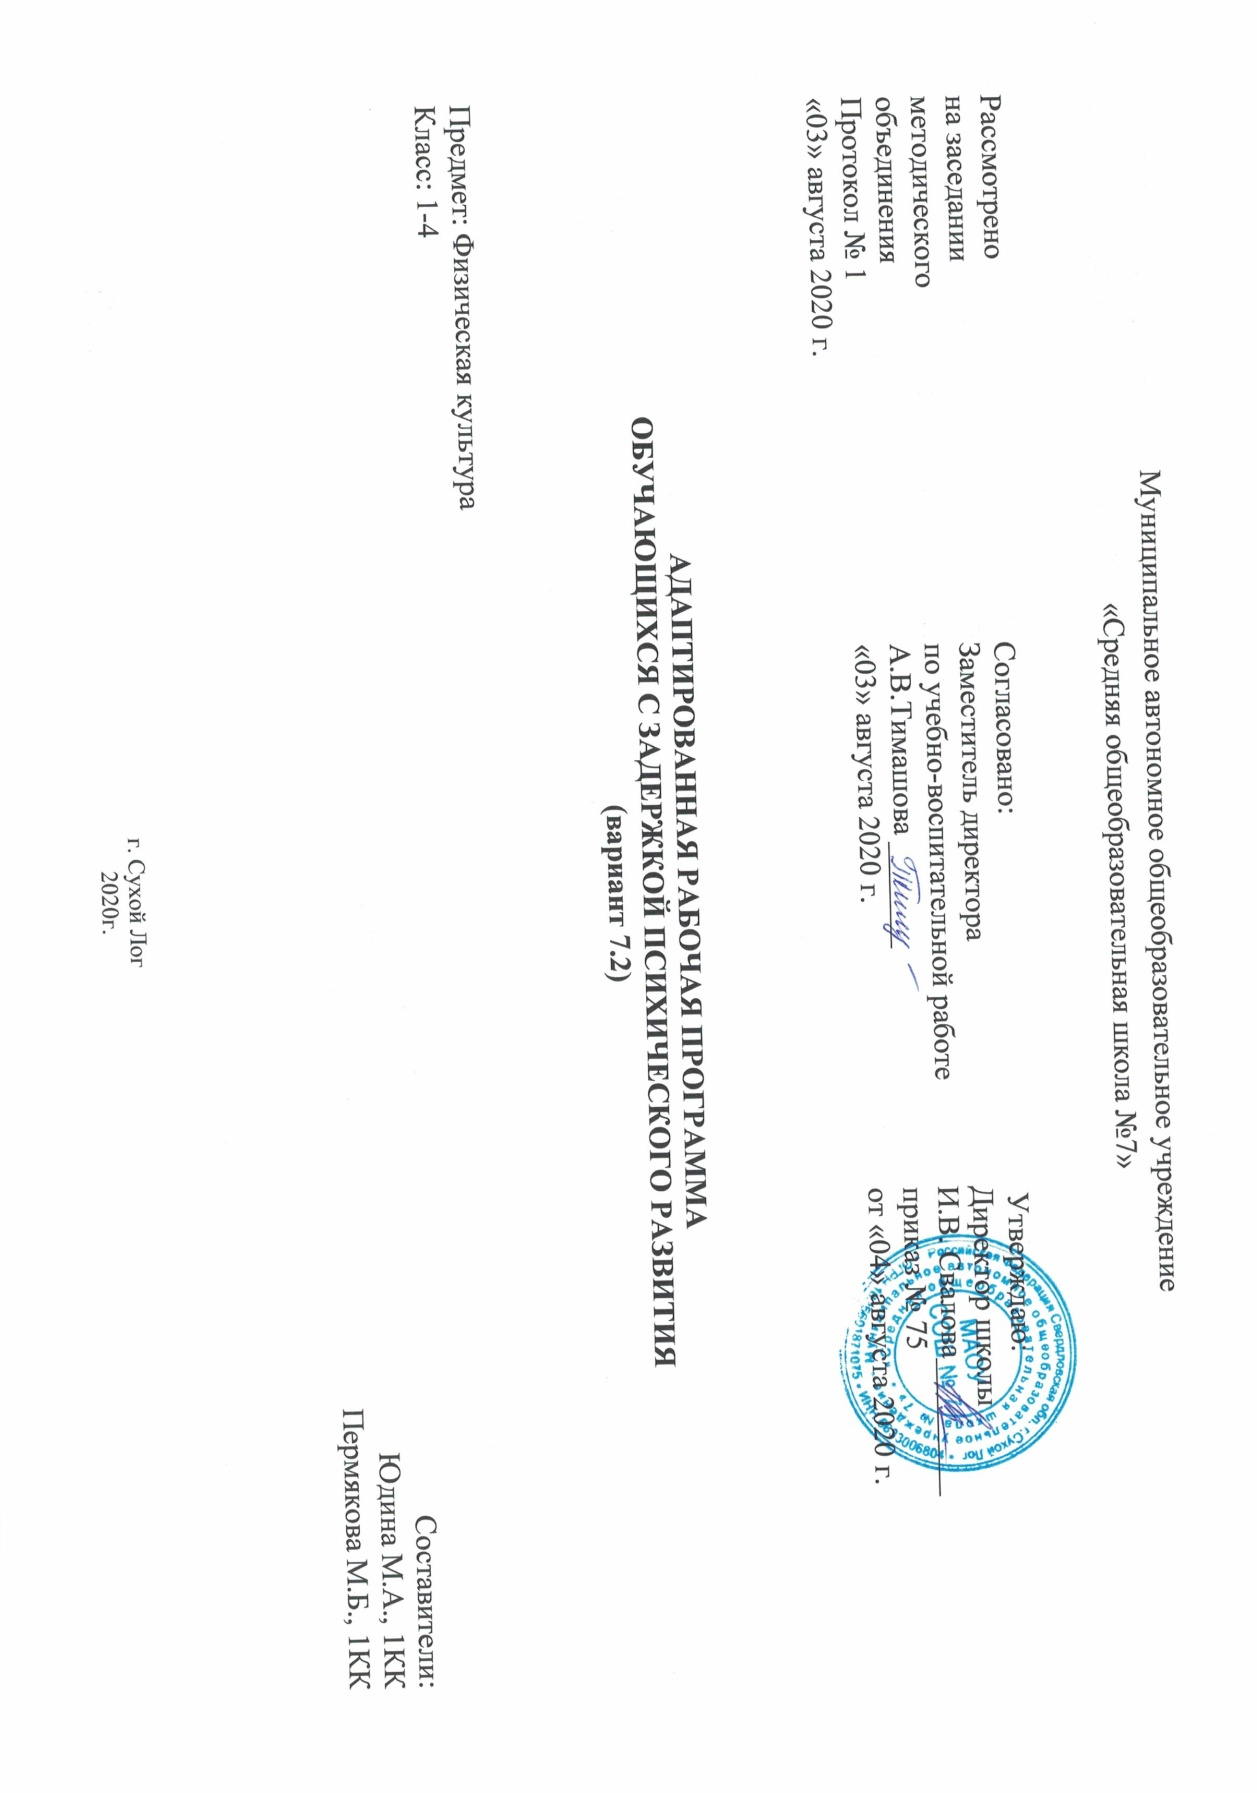 Муниципальное автономное общеобразовательное учреждение
«Средняя общеобразовательная школа №7»
Рассмотрено
на заседании
методического
объединения
Протокол № 1
«03» августа 2020 г.
Согласовано:
Заместитель директора
по учебно-воспитательной работе
А.В.Тимашова
«03» августа 2020 г.
Утверждаю:
Директор школы
И.В. Свалова
приказ № 75
от «04» августа 2020 г.
АДАПТИРОВАННАЯ РАБОЧАЯ ПРОГРАММА
ОБУЧАЮЩИХСЯ С ЗАДЕРЖКОЙ ПСИХИЧЕСКОГО РАЗВИТИЯ
(вариант 7.2)
Предмет: Физическая культура
Класс: 1-4
Составители:
Юдина М.А., 1КК
Пермякова М.Б., 1КК
г. Сухой Лог
2020г.